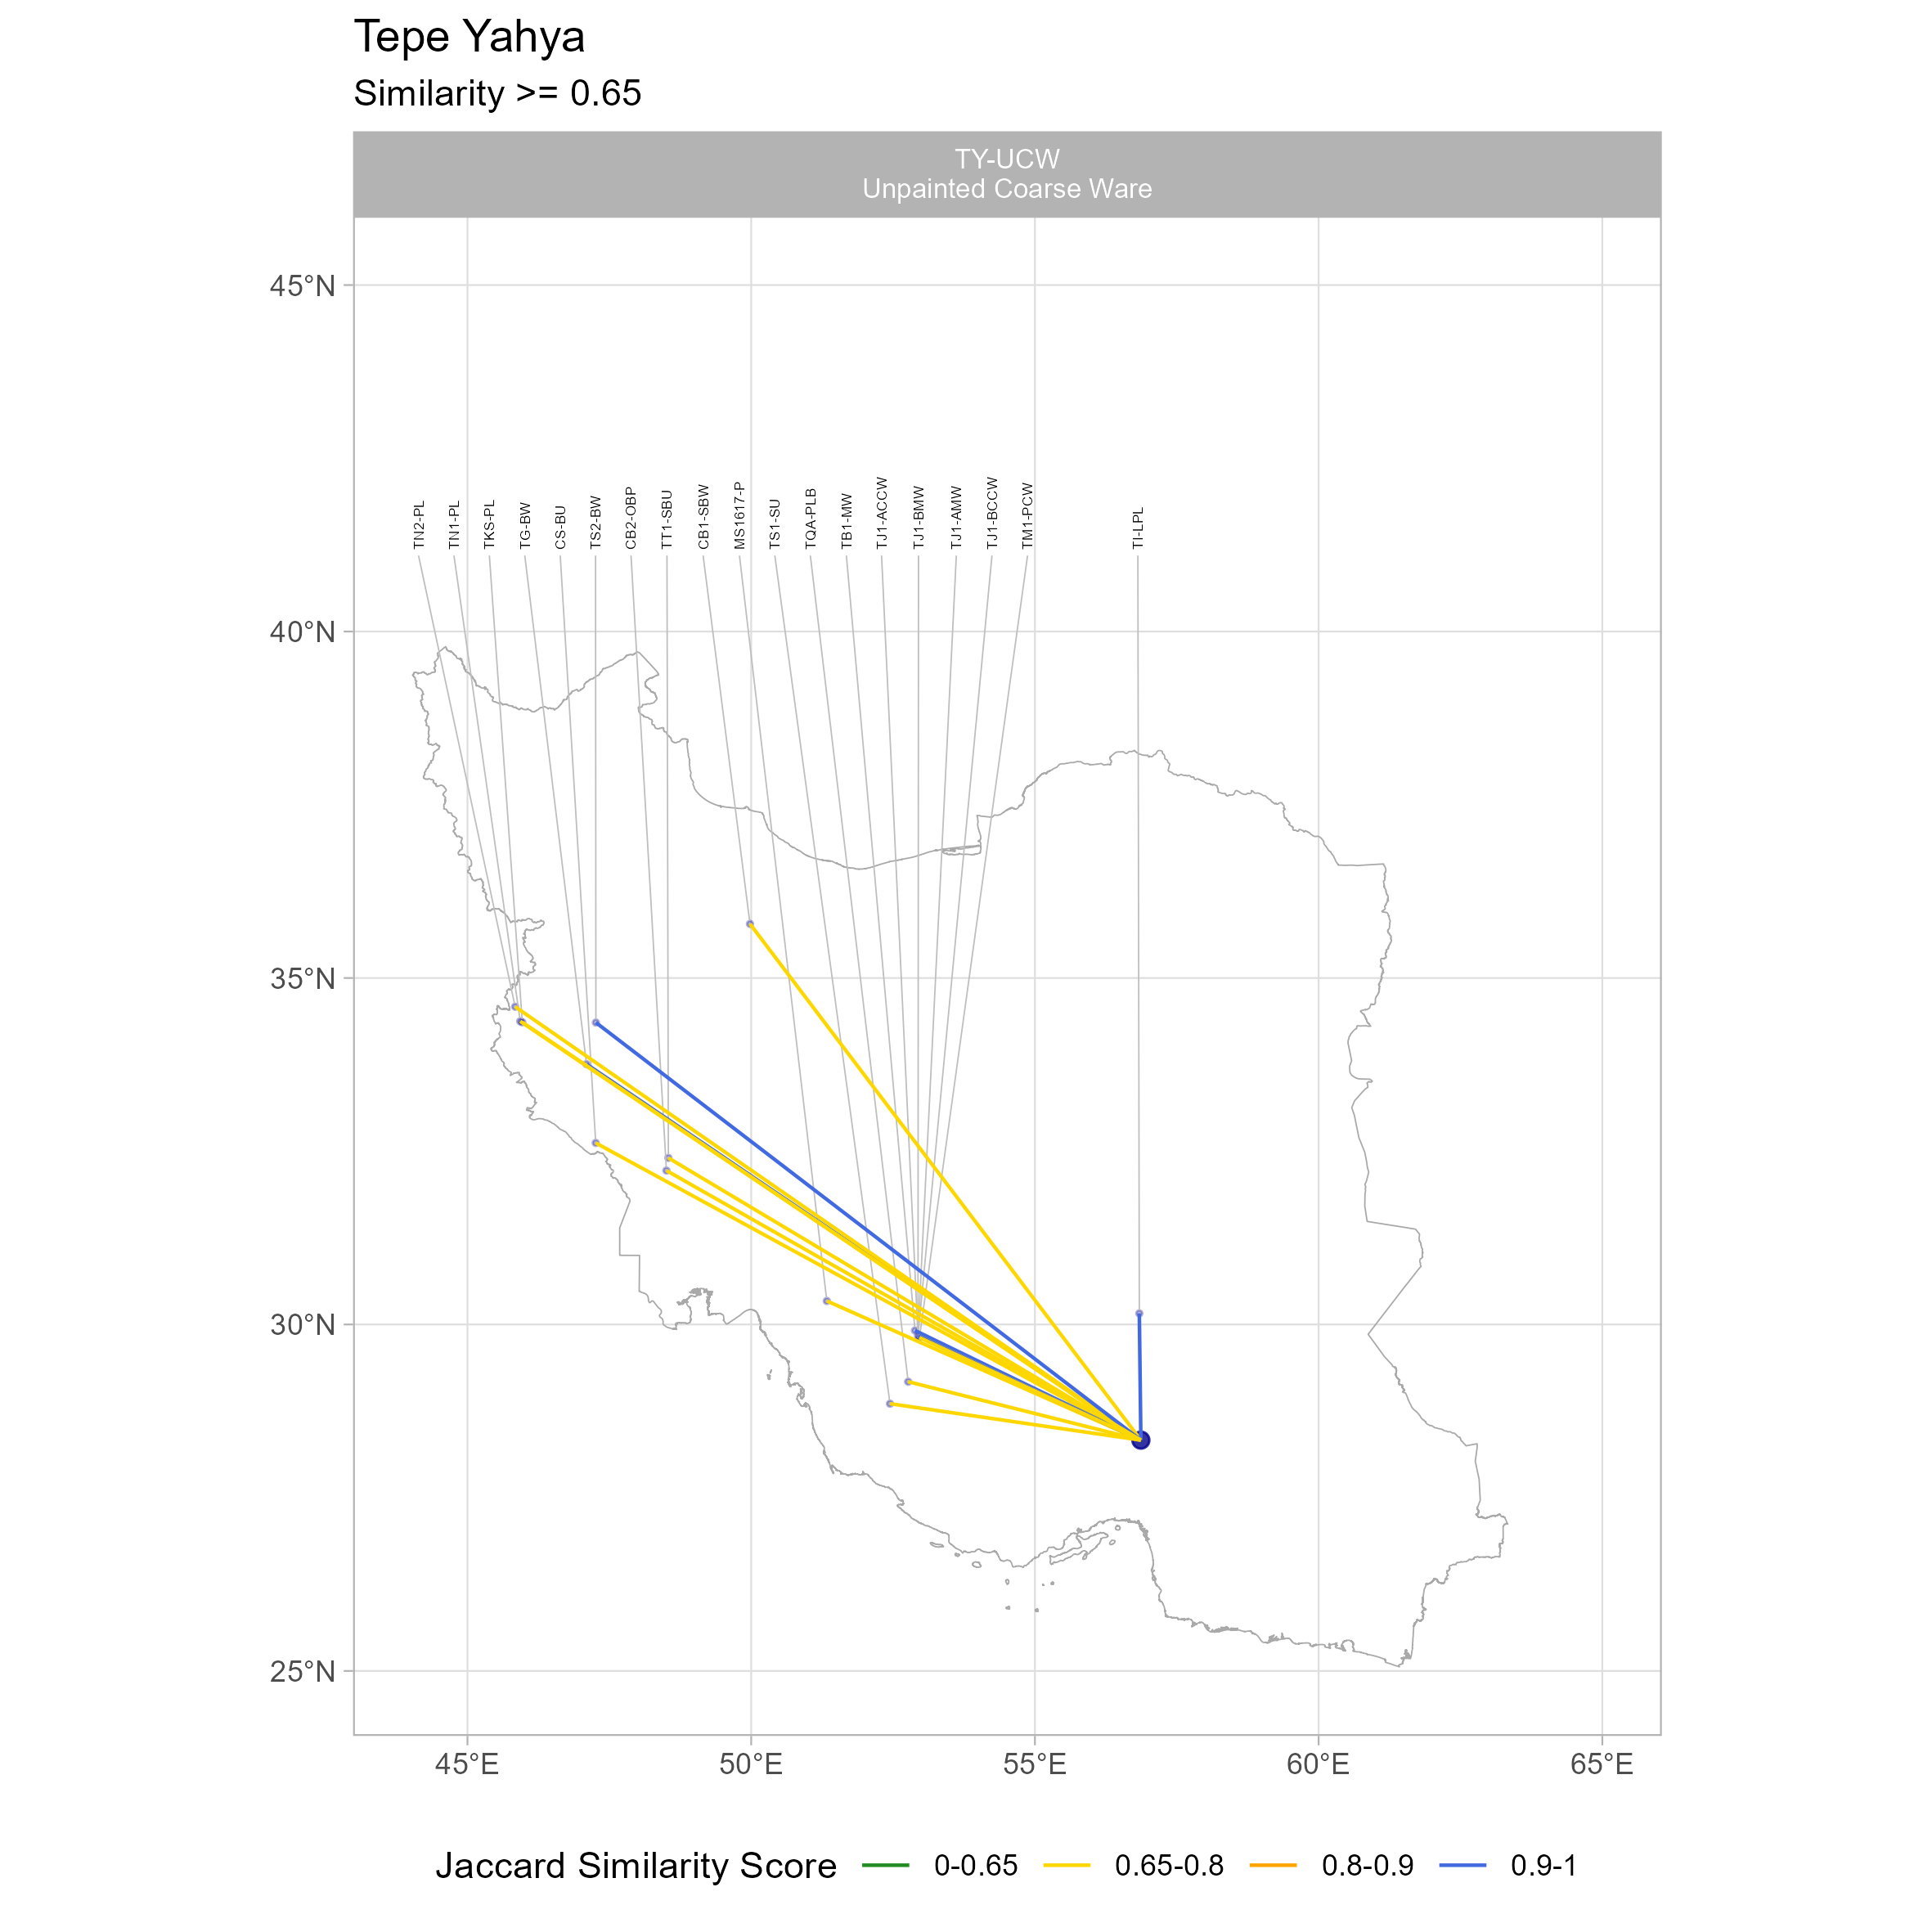 Tepe Yahya
Similarity >= 0.65
TY-UCW
Unpainted Coarse Ware
45°N
40°N
35°N
30°N
25°N
TN2-PL
TN1-PL
TKS-PL
TG-BW
CS-BU
TS2-BW
CB2-OBP
TT1-SBU
CB1-SBW
MS1617-P
TS1-SU
TQA-PLB
TB1-MW
TJ1-ACCW
TJ1-BMW
TJ1-AMW
TJ1-BCCW
TM1-PCW
TI-LPL
45°E
50°E
55°E
60°E
65°E
Jaccard Similarity Score 0-0.65 0.65-0.8 0.8-0.9 0.9-1